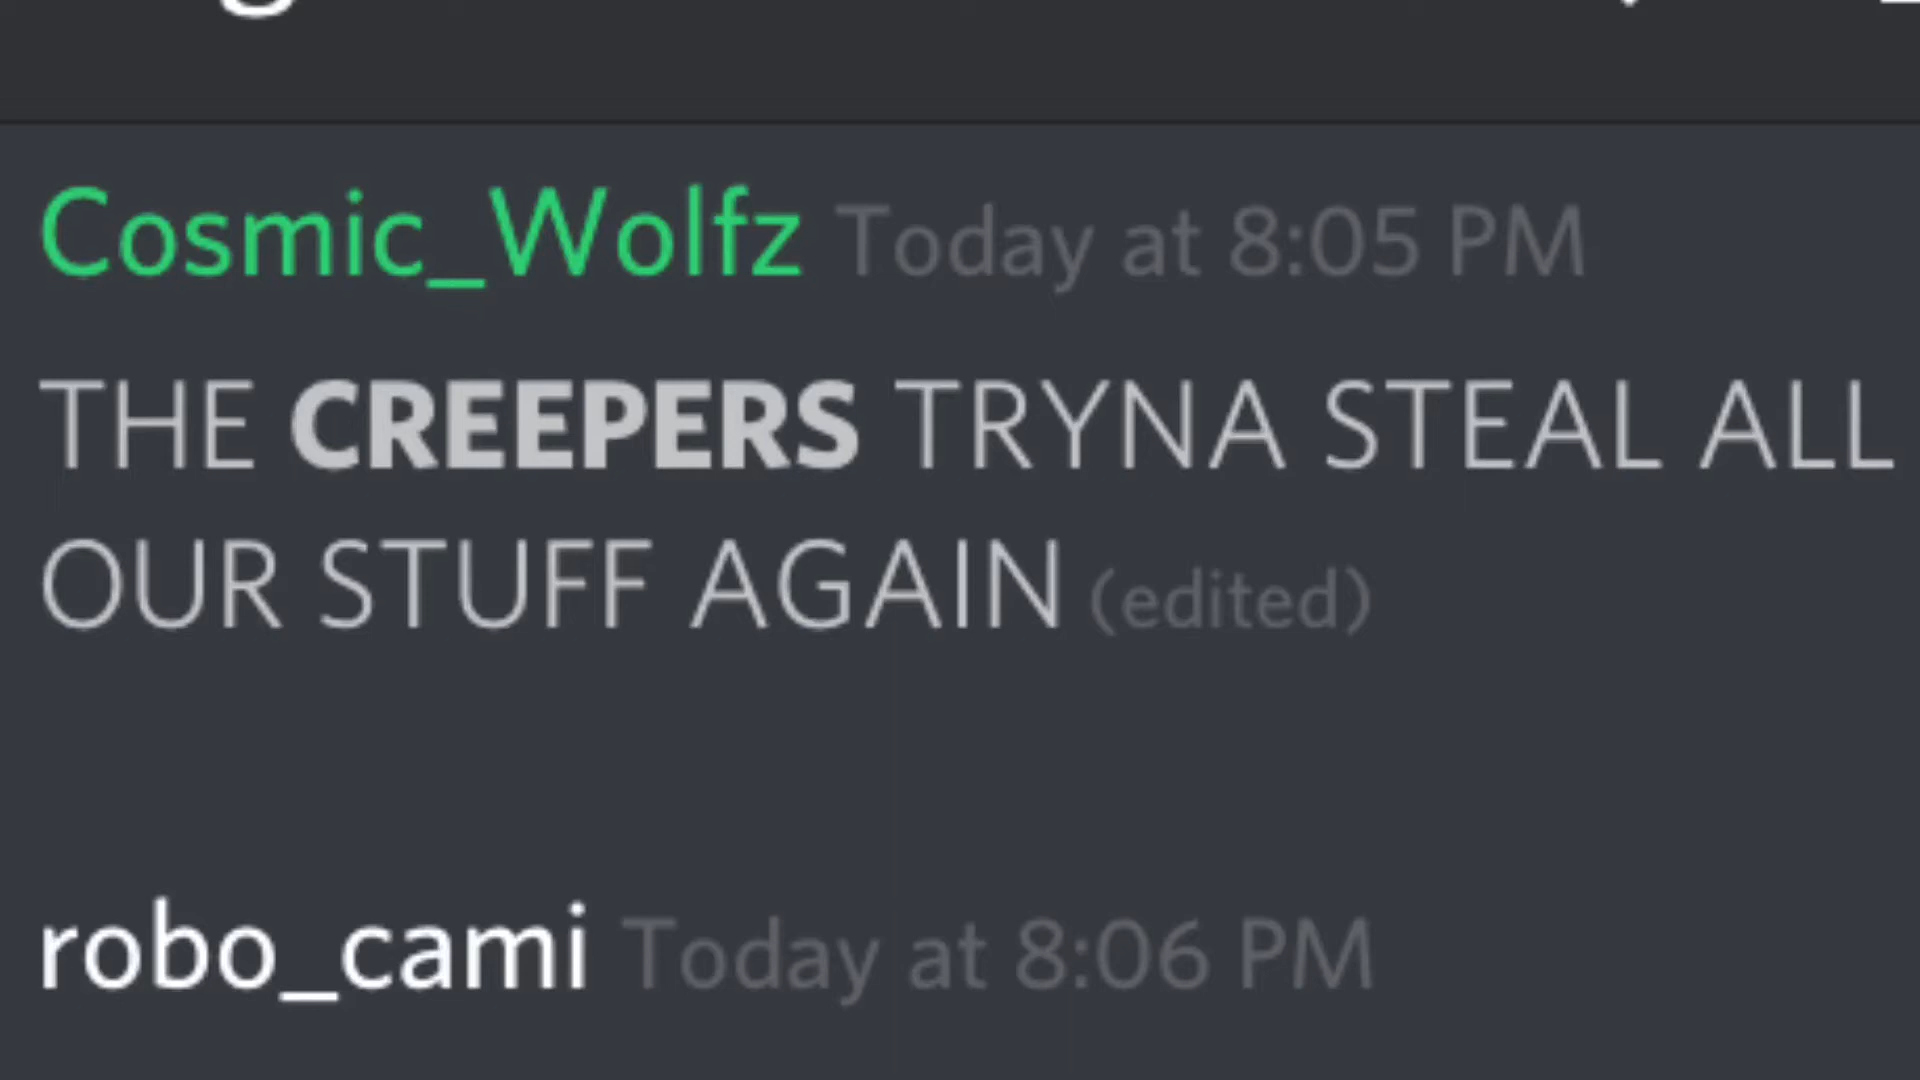 Cosmic_Wolfz Today at 8:05 PM
THE CREEPERS TRYNA STEAL ALL
OUR STUFF AGAIN (edited)
robo_cami Today at 8:06 PM